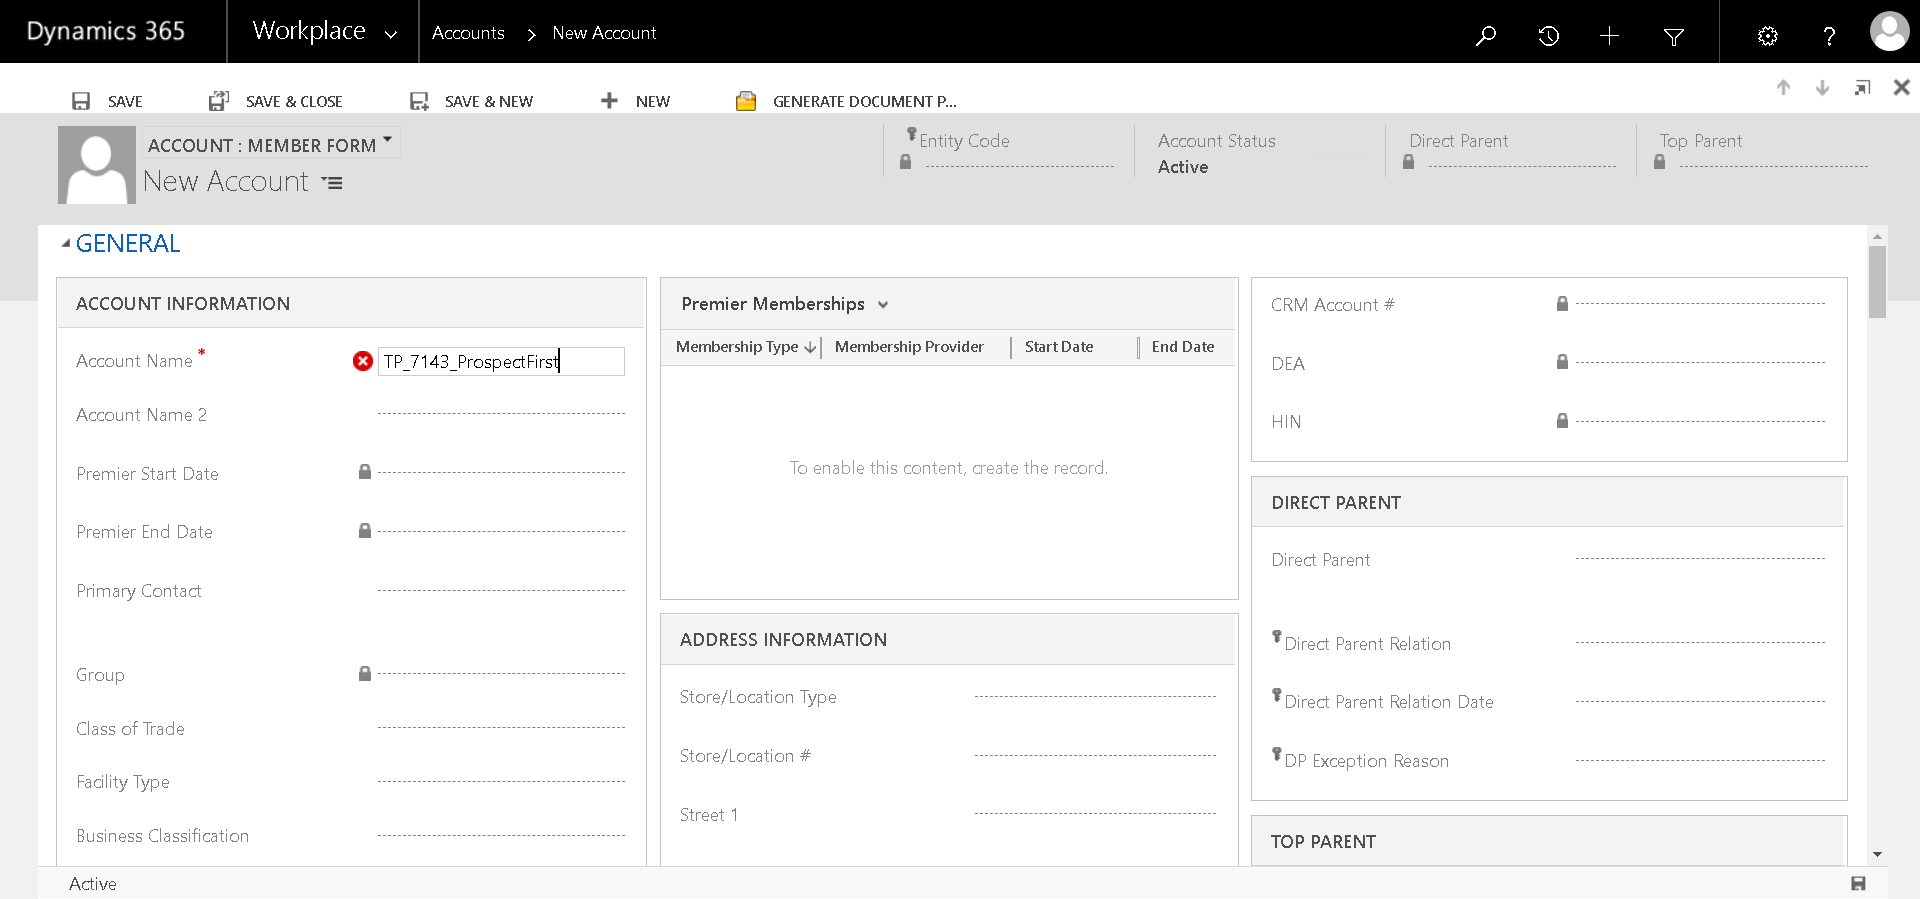 Dynamics 365
Workplace
Accounts > New Account
?
SAVE
SAVE & CLOSE
SAVE & NEW
NEW
GENERATE DOCUMENT P...
ACCOUNT : MEMBER FORM
New Account
Entity Code
Account Status
Active
Direct Parent
Top Parent
GENERAL
ACCOUNT INFORMATION
Account Name *
TP_7143_ProspectFirst
Account Name 2
Premier Start Date
Premier End Date
Primary Contact
Group
Class of Trade
Facility Type
Business Classification
Premier Memberships
Membership Type
Membership Provider
Start Date
End Date
To enable this content, create the record.
ADDRESS INFORMATION
Store/Location Type
Store/Location #
Street 1
CRM Account #
DEA
HIN
DIRECT PARENT
Direct Parent
Direct Parent Relation
Direct Parent Relation Date
DP Exception Reason
TOP PARENT
Active